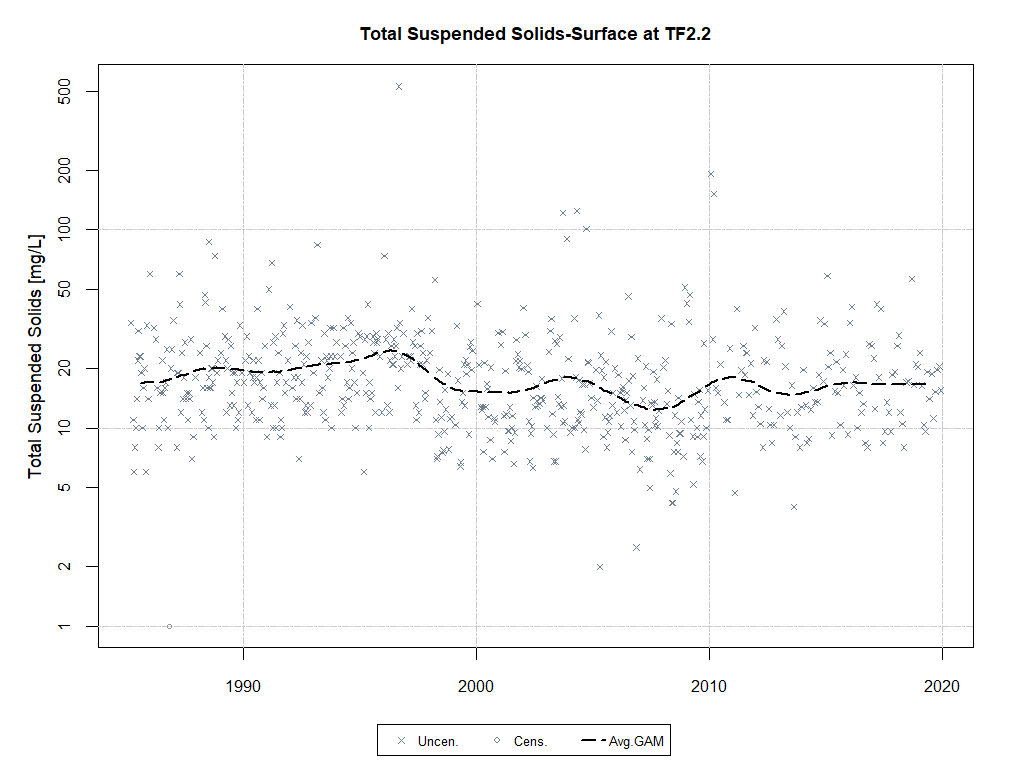 Total Suspended Solids-Surface at TF2.2
Total Suspended Solids [mg/L]
500
200
100
50
20
10
5
2
1
1990 2000 2010 2020
Uncen. Cens. Avg.GAM